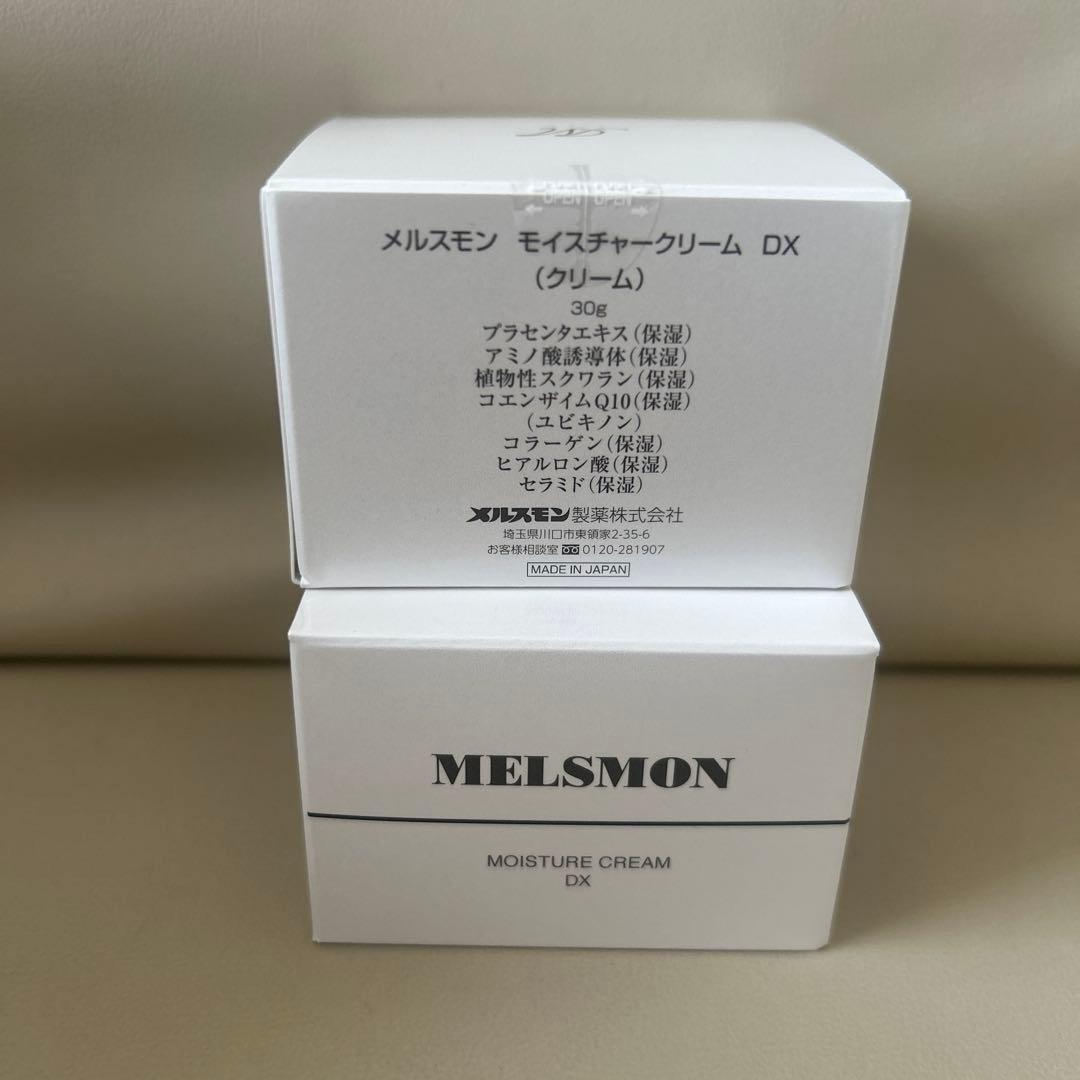 OPEN OPEN
メルスモン モイスチャークリーム DX
(クリーム)
30g
プラセンタエキス(保湿)
アミノ酸誘導体(保湿)
植物性スクワラン(保湿)
コエンザイムQ10(保湿)
(ユビキノン)
コラーゲン(保湿)
ヒアルロン酸(保湿)
セラミド(保湿)
メルスモン製薬株式会社
埼玉県川口市東領家2-35-6
お客様相談室 0120-281907
MADE IN JAPAN
MELSMON
MOISTURE CREAM
DX